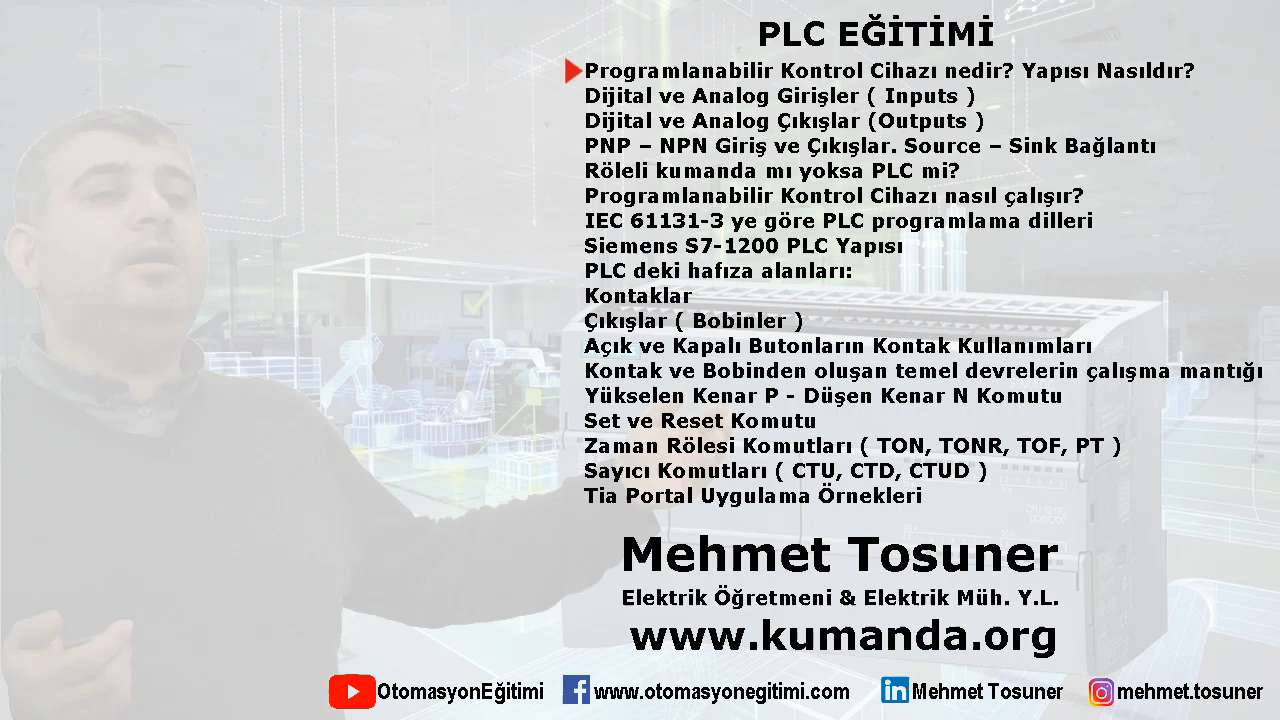 PLC EĞİTİMİ
Programlanabilir Kontrol Cihazı nedir? Yapısı Nasıldır?
Dijital ve Analog Girişler ( Inputs )
Dijital ve Analog Çıkışlar (Outputs )
PNP – NPN Giriş ve Çıkışlar. Source – Sink Bağlantı
Röleli kumanda mı yoksa PLC mi?
Programlanabilir Kontrol Cihazı nasıl çalışır?
IEC 61131-3 ye göre PLC programlama dilleri
Siemens S7-1200 PLC Yapısı
PLC deki hafıza alanları:
Kontaklar
Çıkışlar ( Bobinler )
Açık ve Kapalı Butonların Kontak Kullanımları
Kontak ve Bobinden oluşan temel devrelerin çalışma mantığı
Yükselen Kenar P - Düşen Kenar N Komutu
Set ve Reset Komutu
Zaman Rölesi Komutları ( TON, TONR, TOF, PT )
Sayıcı Komutları ( CTU, CTD, CTUD )
Tia Portal Uygulama Örnekleri
Mehmet Tosuner
Elektrik Öğretmeni & Elektrik Müh. Y.L.
www.kumanda.org
OtomasyonEğitimi www.otomasyonegitimi.com Mehmet Tosuner mehmet.tosuner